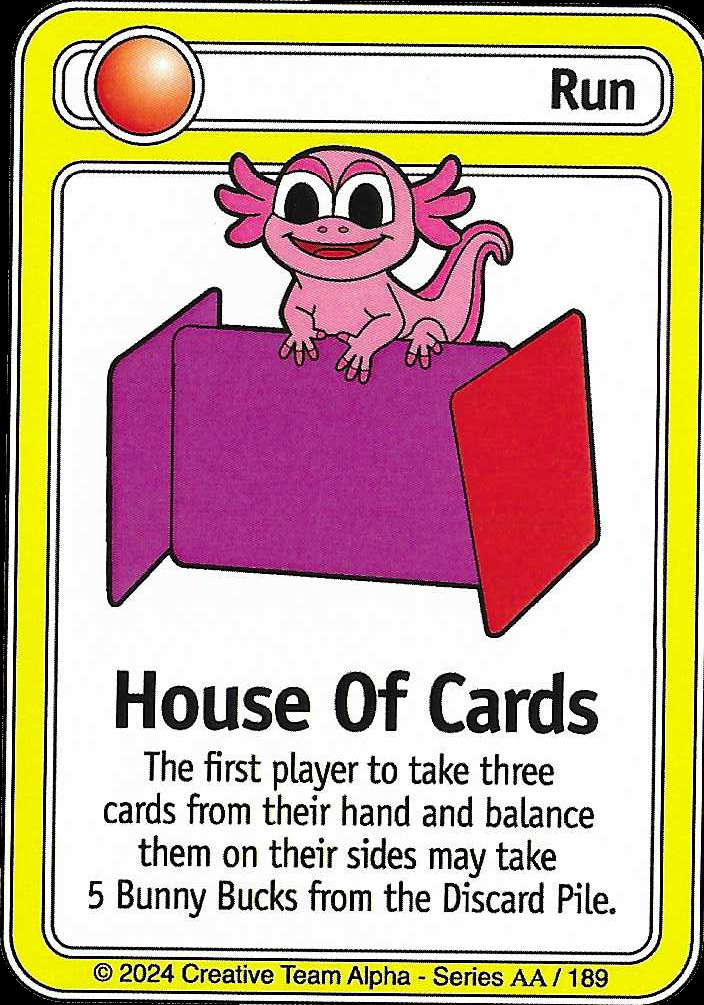 Run
House Of Cards
The first player to take three
cards from their hand and balance
them on their sides may take
5 Bunny Bucks from the Discard Pile.
© 2024 Creative Team Alpha - Series AA / 189